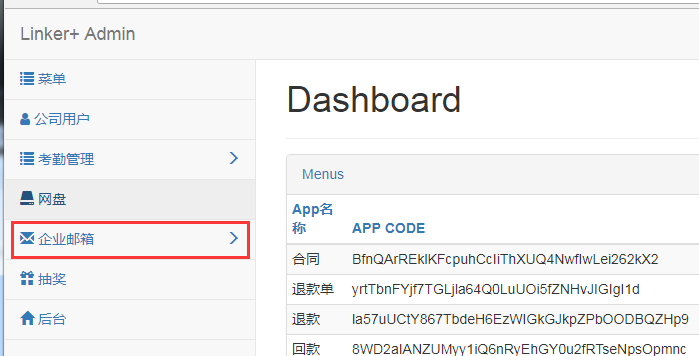 Linker+ Admin
菜单
公司用户
考勤管理
网盘
企业邮箱
抽奖
后台
Dashboard
Menus
App名
称
APP CODE
合同 BfnQArREklKFcpuhCcIiThXUQ4NwfIwLei262kX2
退款单 yrtTbnFYjf7TGLjla64Q0LuUOi5fZNHvJIGIgI1d
退款 Ia57uUCtY867TbdeH6EzWIGkGJkpZPbOODBQZHp9
回款 8WD2aIANZUMyy1iQ6nRyEhGY0u2fRTseNpsOpmnc